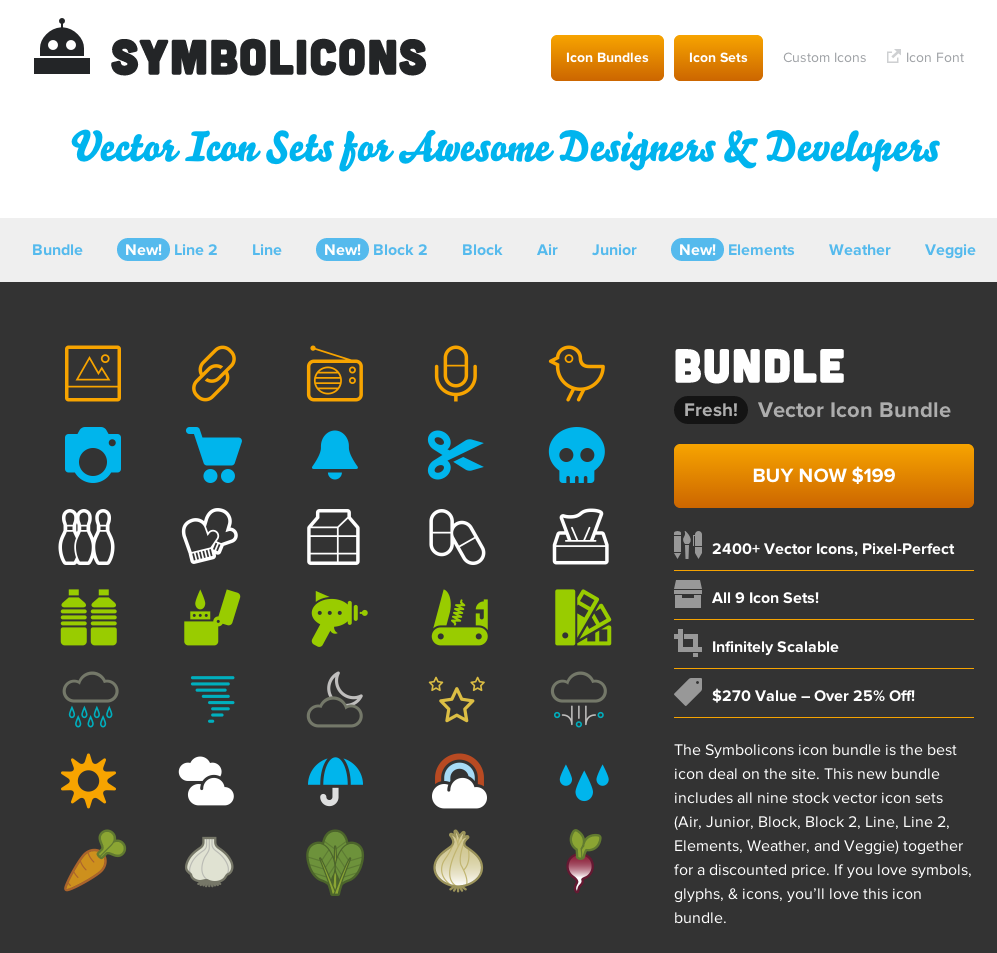 SYMBOLICONS
Icon Bundles
Icon Sets
Custom Icons
Icon Font
Vector Icon Sets for Awesome Designers & Developers
Bundle New! Line 2 Line New! Block 2 Block Air Junior New! Elements Weather Veggie
BUNDLE
Fresh! Vector Icon Bundle
BUY NOW $199
2400+ Vector Icons, Pixel-Perfect
All 9 Icon Sets!
Infinitely Scalable
$270 Value – Over 25% Off!
The Symbolicons icon bundle is the best
icon deal on the site. This new bundle
includes all nine stock vector icon sets
(Air, Junior, Block, Block 2, Line, Line 2,
Elements, Weather, and Veggie) together
for a discounted price. If you love symbols,
glyphs, & icons, you’ll love this icon
bundle.